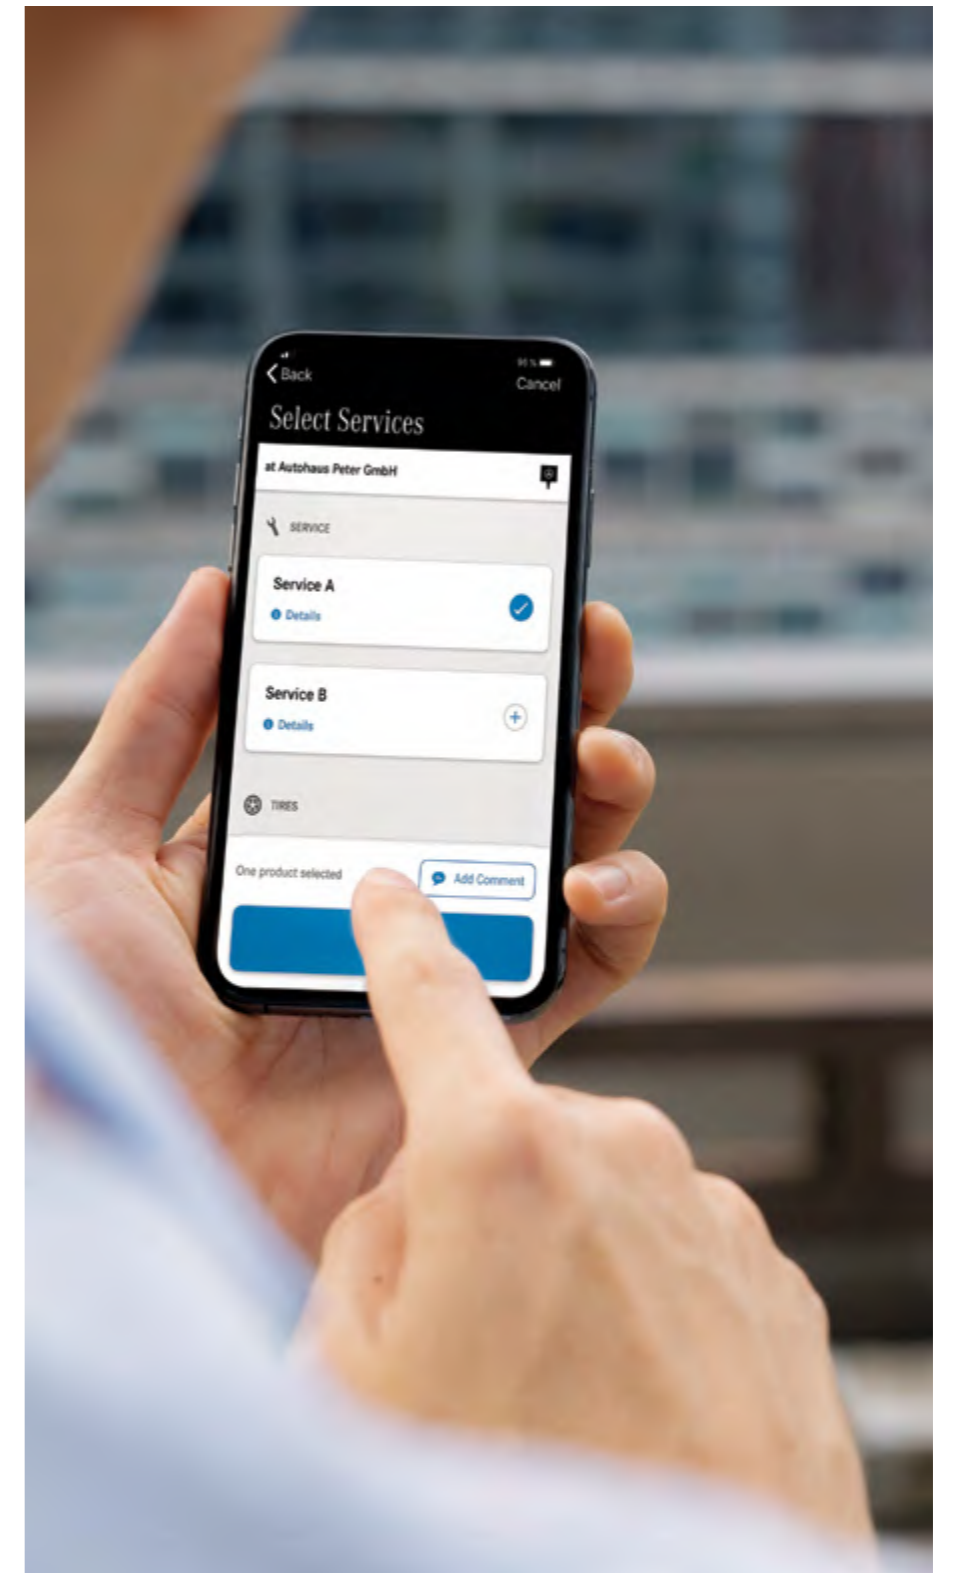 Back
Cancel
Select Services
at Autohaus Peter GmbH
SERVICE
Service A
Details
Service B
Details
TIRES
One product selected
Add Comment